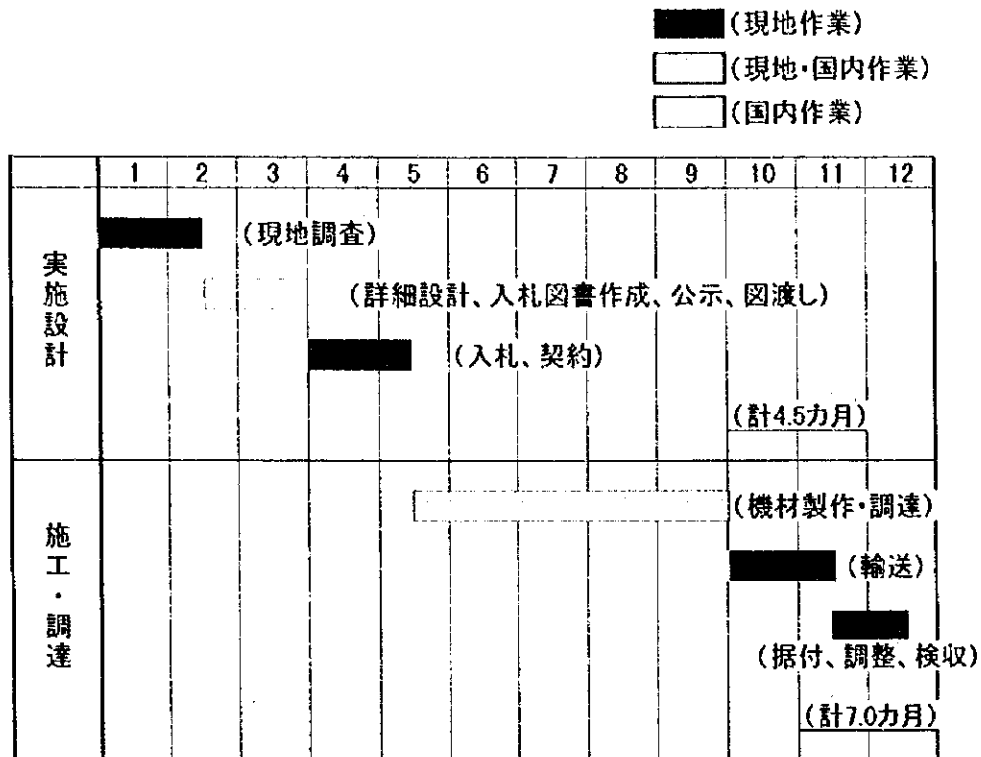 (現地作業)
(現地・国内作業)
(国内作業)
1 2 3 4 5 6 7 8 9 10 11 12
実施設計
(現地調査)
(詳細設計、入札図書作成、公示、図渡し)
(入札、契約)
(計4.5カ月)
施工・調達
(機材製作・調達)
(輸送)
(据付、調整、検収)
(計7.0カ月)